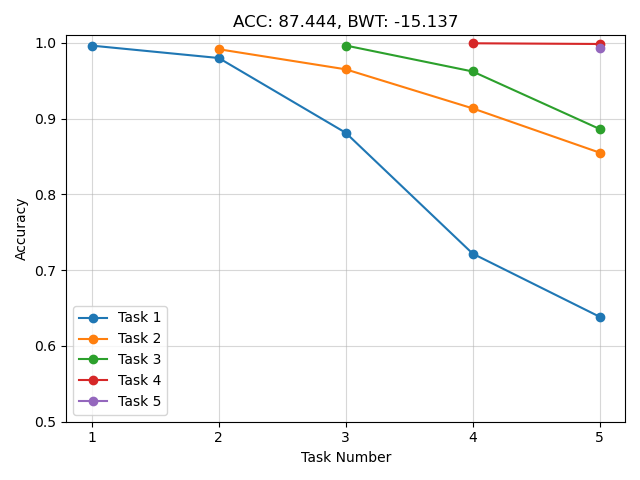 ACC: 87.444, BWT: -15.137
1.0
0.9
0.8
0.7
0.6
0.5
Accuracy
Task 1
Task 2
Task 3
Task 4
Task 5
1 2 3 4 5
Task Number